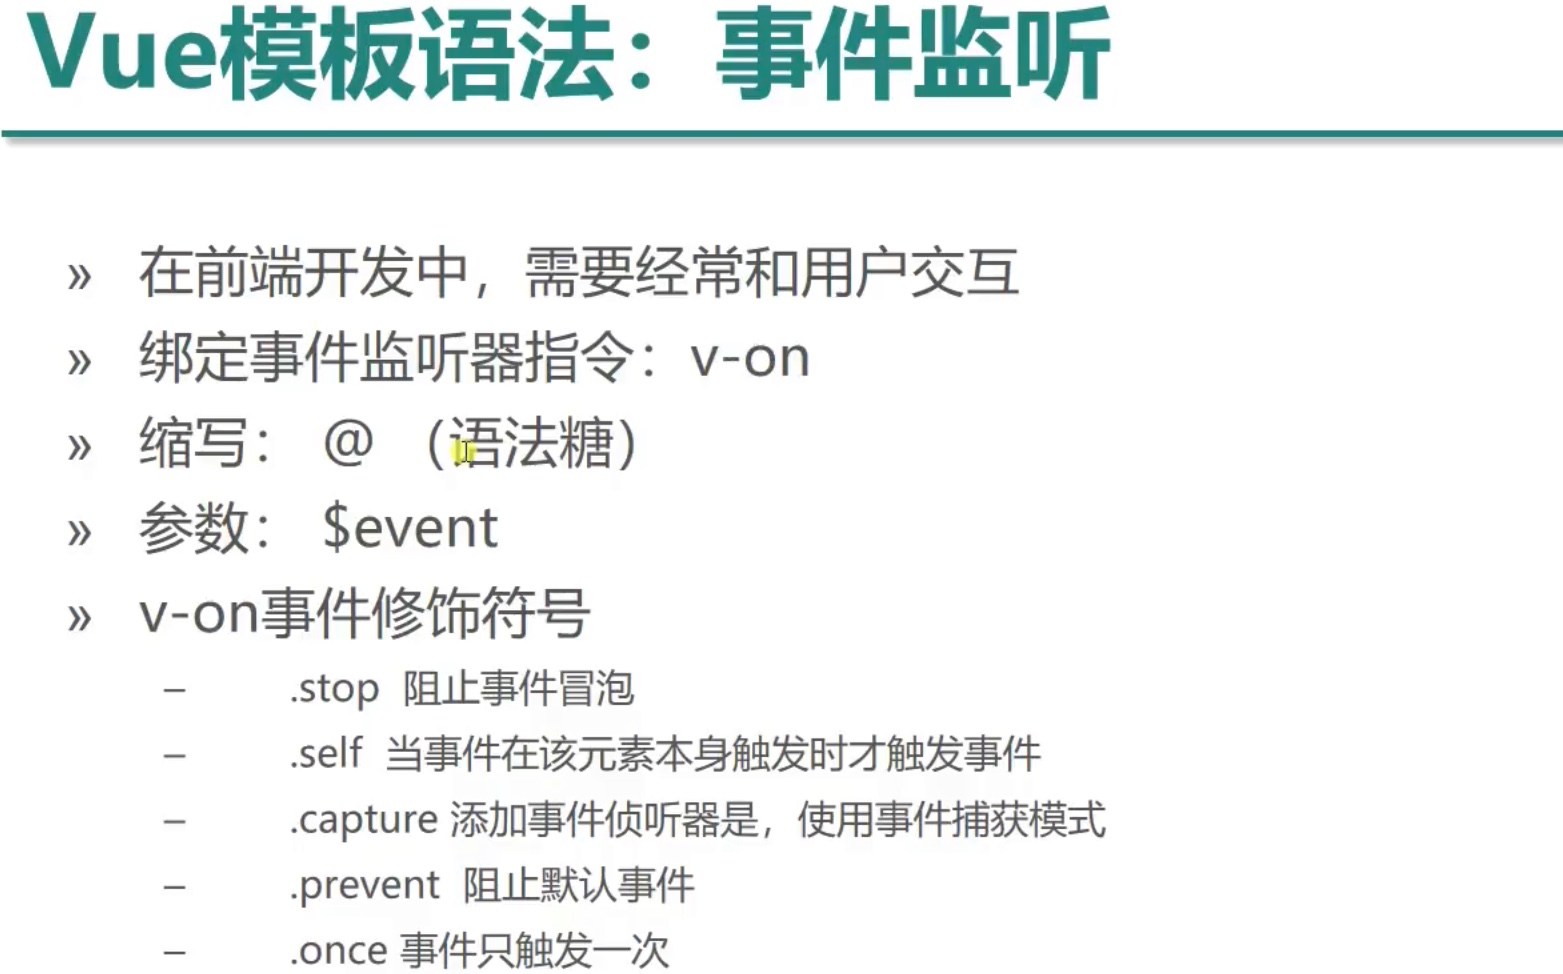 Vue模板语法：事件监听
» 在前端开发中，需要经常和用户交互
» 绑定事件监听器指令：v-on
» 缩写： @ （语法糖）
» 参数： $event
» v-on事件修饰符号
– .stop 阻止事件冒泡
– .self 当事件在该元素本身触发时才触发事件
– .capture 添加事件侦听器是，使用事件捕获模式
– .prevent 阻止默认事件
– .once 事件只触发一次